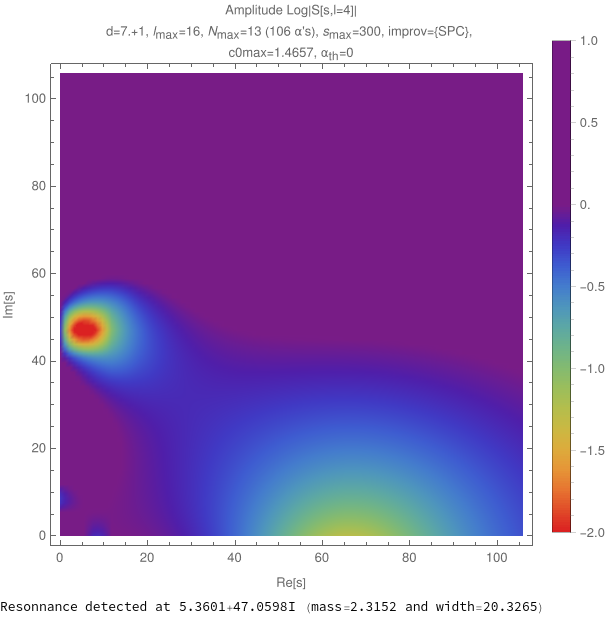 Amplitude Log|S[s,l=4]|
d=7.+1, lmax=16, Nmax=13 (106 α's), smax=300, improv={SPC},
c0max=1.4657, αth=0
1.0
0.5
0.
−0.5
−1.0
−1.5
−2.0
100
80
60
40
20
0
Im[s]
0 20 40 60 80 100
Re[s]
Resonnance detected at 5.3601+47.0598I (mass=2.3152 and width=20.3265)